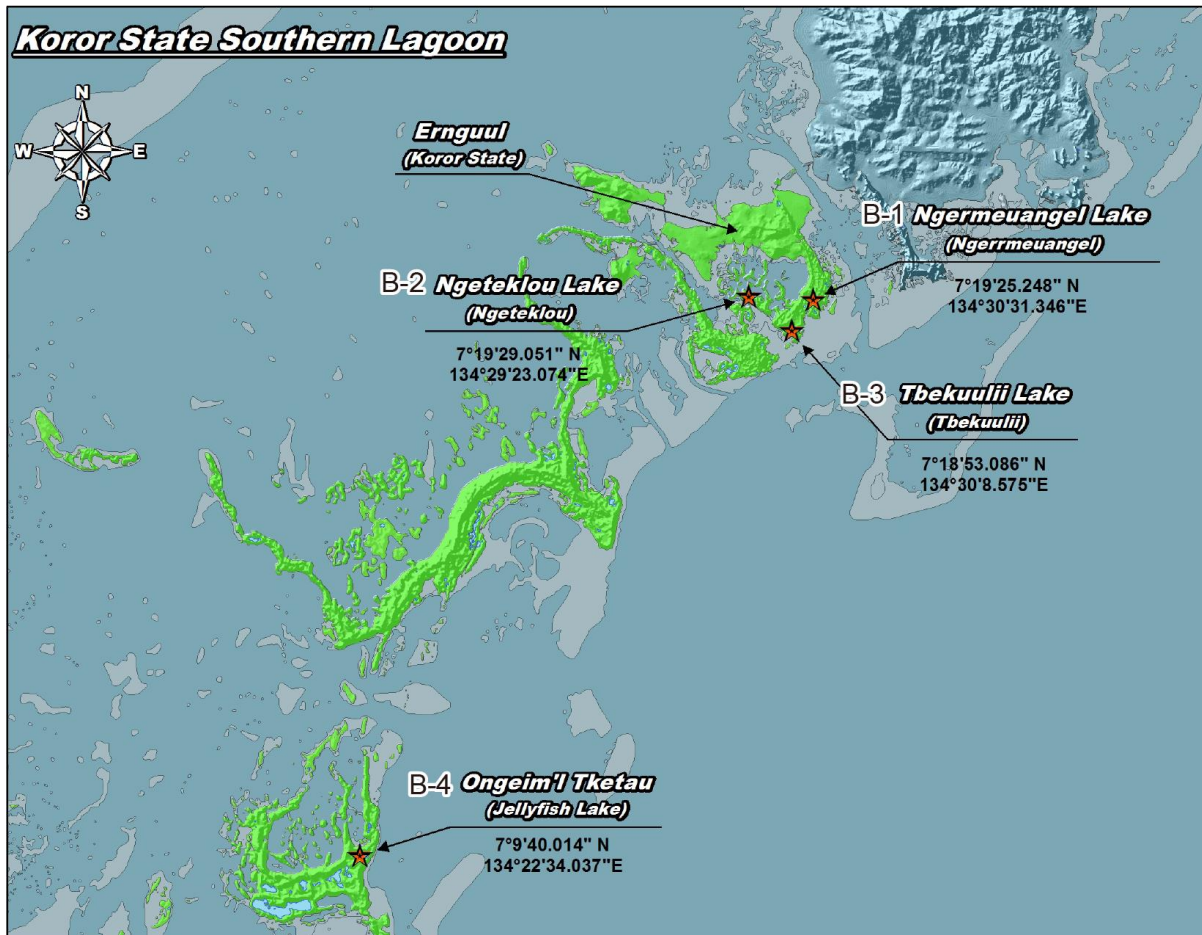 Koror State Southern Lagoon
N
W E
S
Ernguul
(Koror State)
B-1 Ngermeuangel Lake
(Ngerrmeuangel)
7°19'25.248" N
134°30'31.346"E
B-2 Ngeteklou Lake
(Ngeteklou)
7°19'29.051" N
134°29'23.074"E
B-3 Tbekuulii Lake
(Tbekuulii)
7°18'53.086" N
134°30'8.575"E
B-4 Ongeim'l Tketau
(Jellyfish Lake)
7°9'40.014" N
134°22'34.037"E